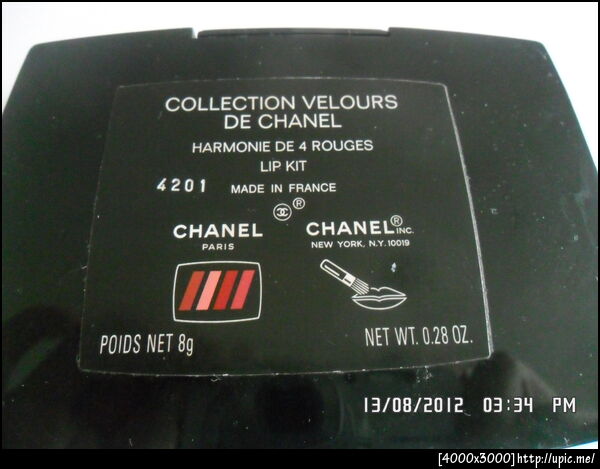 COLLECTION VELOURS
DE CHANEL
HARMONIE DE 4 ROUGES
LIP KIT
4201 MADE IN FRANCE
®
CHANEL
PARIS
CHANEL® INC.
NEW YORK, N.Y. 10019
POIDS NET 8g
NET WT. 0.28 OZ.
13/08/2012 03:34 PM
[4000x3000]http://upic.me/